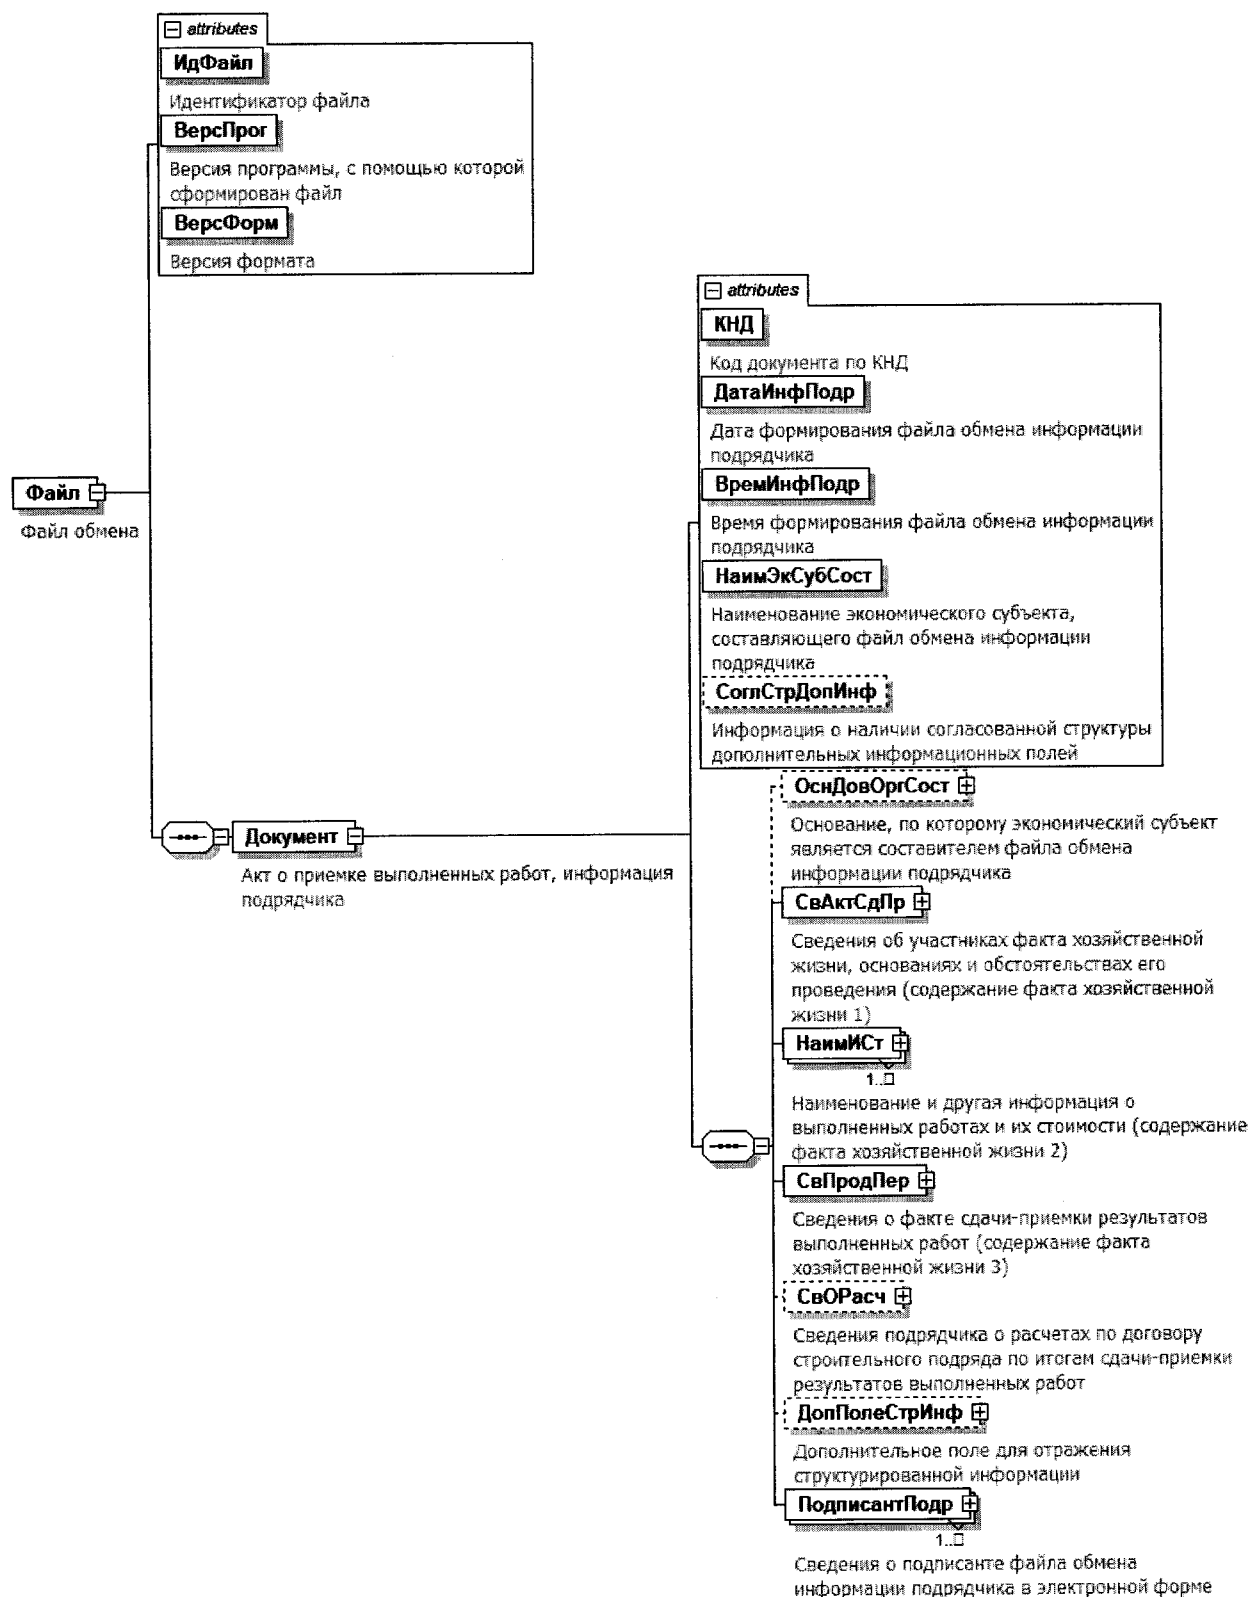 attributes
ИдФайл
Идентификатор файла
ВерсПрог
Версия программы, с помощью которой
сформирован файл
ВерсФорм
Версия формата
Файл
Файл обмена
Документ
Акт о приемке выполненных работ, информация
подрядчика
attributes
КНД
Код документа по КНД
ДатаИнфПодр
Дата формирования файла обмена информации
подрядчика
ВремИнфПодр
Время формирования файла обмена информации
подрядчика
НаимЭкСубСост
Наименование экономического субъекта,
составляющего файл обмена информации
подрядчика
СоглСтрДопИнф
Информация о наличии согласованной структуры
дополнительных информационных полей
ОснДовОргСост
Основание, по которому экономический субъект
является составителем файла обмена
информации подрядчика
СвАктСдПр
Сведения об участниках факта хозяйственной
жизни, основаниях и обстоятельствах его
проведения (содержание факта хозяйственной
жизни 1)
НаимИСт
1..□
Наименование и другая информация о
выполненных работах и их стоимости (содержание
факта хозяйственной жизни 2)
СвПродПер
Сведения о факте сдачи-приемки результатов
выполненных работ (содержание факта
хозяйственной жизни 3)
СвОРасч
Сведения подрядчика о расчетах по договору
строительного подряда по итогам сдачи-приемки
результатов выполненных работ
ДопПолеСтрИнф
Дополнительное поле для отражения
структурированной информации
ПодписантПодр
1..□
Сведения о подписанте файла обмена
информации подрядчика в электронной форме